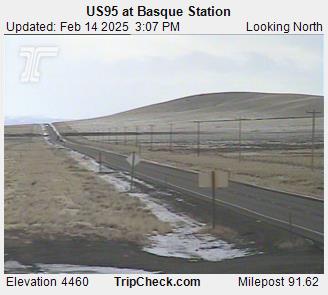 US95 at Basque Station
Updated: Feb 14 2025 3:07 PM Looking North
Elevation 4460 TripCheck.com Milepost 91.62